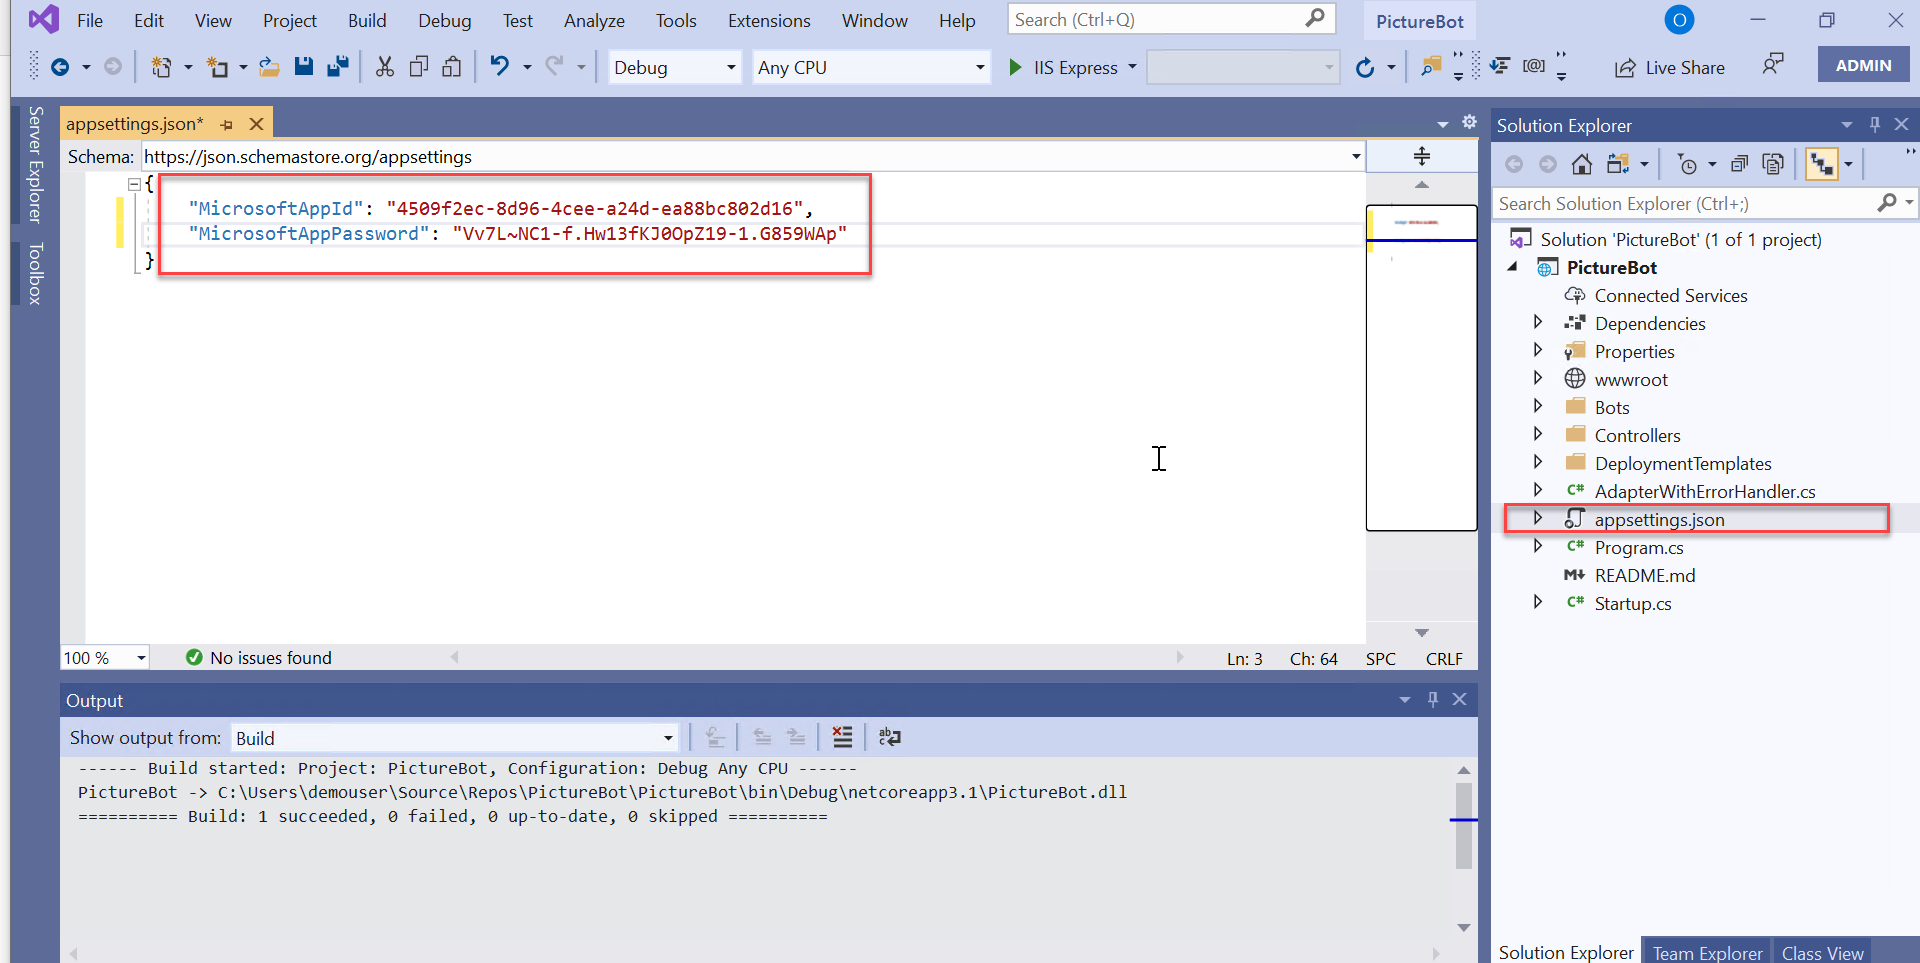 File Edit View Project Build Debug Test Analyze Tools Extensions Window Help Search (Ctrl+Q) PictureBot O
Debug Any CPU IIS Express Live Share ADMIN
Server Explorer
Toolbox
appsettings.json*
Schema: https://json.schemastore.org/appsettings
{
"MicrosoftAppId": "4509f2ec-8d96-4cee-a24d-ea88bc802d16",
"MicrosoftAppPassword": "Vv7L~NC1-f.Hw13fKJ0OpZ19-1.G859WAp"
}
100 % No issues found Ln: 3 Ch: 64 SPC CRLF
Output
Show output from: Build
------ Build started: Project: PictureBot, Configuration: Debug Any CPU ------
PictureBot -> C:\Users\demouser\Source\Repos\PictureBot\PictureBot\bin\Debug\netcoreapp3.1\PictureBot.dll
========== Build: 1 succeeded, 0 failed, 0 up-to-date, 0 skipped ==========
Solution Explorer
Search Solution Explorer (Ctrl+;)
Solution 'PictureBot' (1 of 1 project)
PictureBot
Connected Services
Dependencies
Properties
wwwroot
Bots
Controllers
DeploymentTemplates
C# AdapterWithErrorHandler.cs
appsettings.json
C# Program.cs
M README.md
C# Startup.cs
Solution Explorer Team Explorer Class View